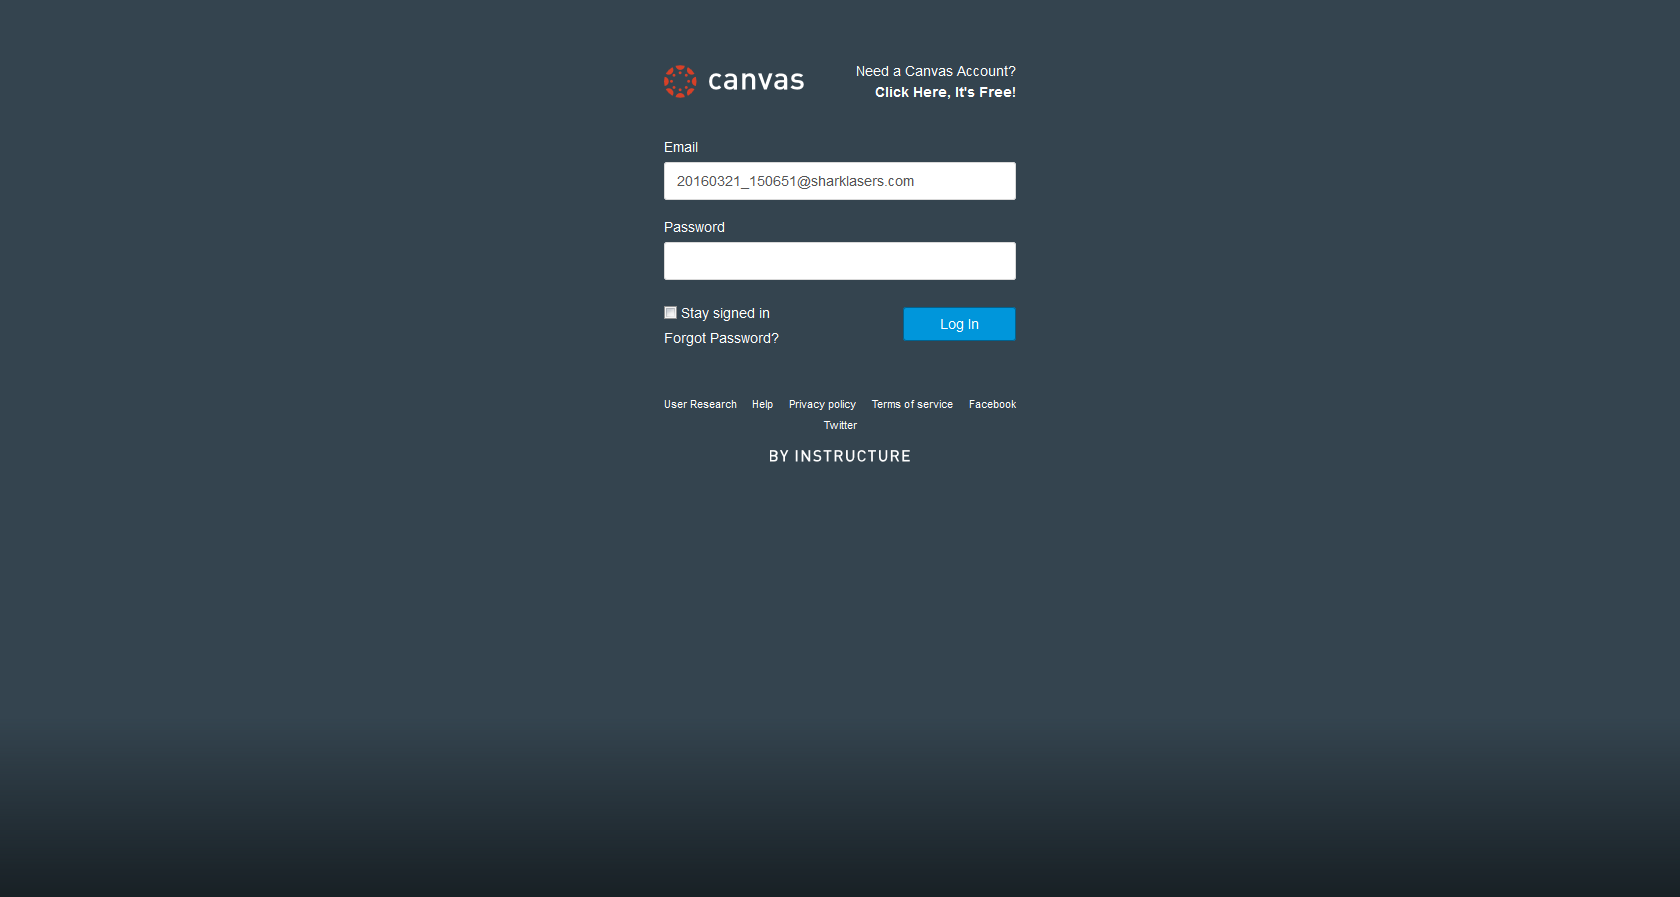 canvas
Need a Canvas Account?
Click Here, It's Free!
Email
20160321_150651@sharklasers.com
Password
Stay signed in
Log In
Forgot Password?
User Research Help Privacy policy Terms of service Facebook
Twitter
BY INSTRUCTURE